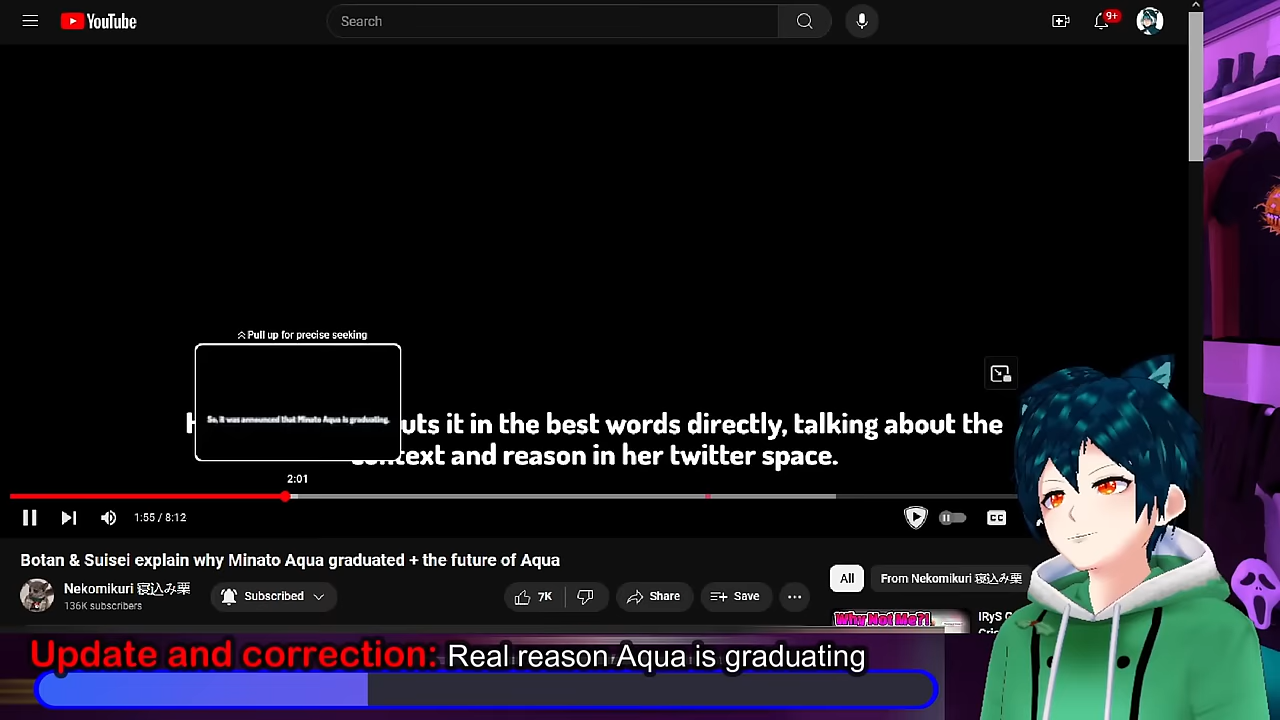 YouTube
Search
9+
Pull up for precise seeking
So, it was announced that Minato Aqua is graduating.
uts it in the best words directly, talking about the
context and reason in her twitter space.
2:01
1:55 / 8:12
CC
Botan & Suisei explain why Minato Aqua graduated + the future of Aqua
Nekomikuri 寝込み栗
136K subscribers
Subscribed
7K
Share
Save
All
From Nekomikuri 寝込み栗
Why Not Me?!
IRyS
Update and correction: Real reason Aqua is graduating